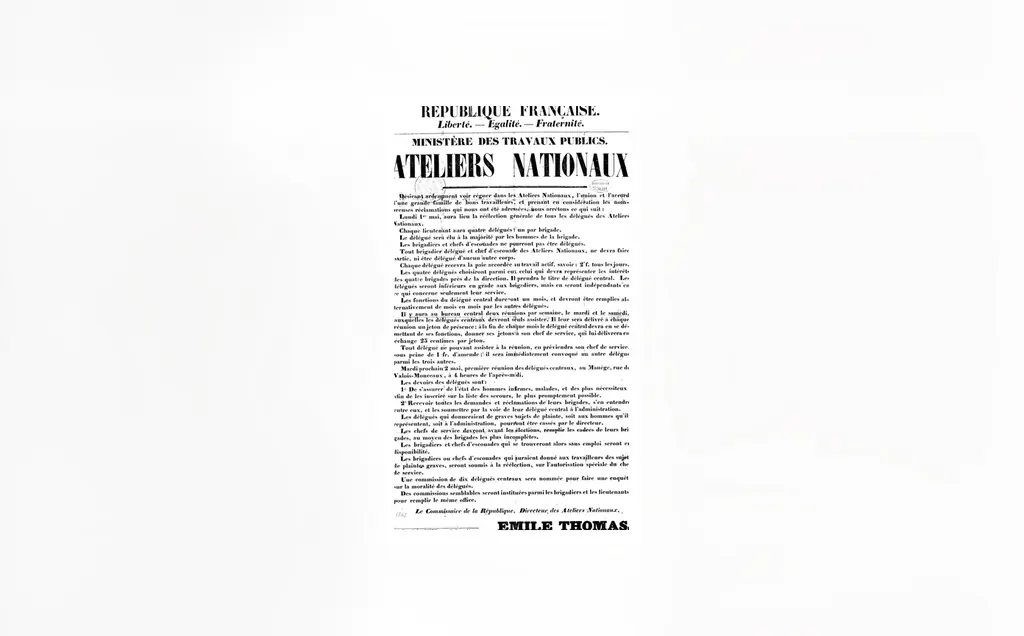 REPUBLIQUE FRANÇAISE.
Liberté. — Egalité. — Fraternité.
MINISTÈRE DES TRAVAUX PUBLICS.
ATELIERS NATIONAUX
Désirant ardemment voir régner dans les Ateliers Nationaux, l'union et l'accord
l'une grande famille de bons travailleurs, et prenant en considération les nom-
breuses réclamations qui nous ont été adressées, nous arrêtons ce qui suit :
Lundi 1er mai, aura lieu la réélection générale de tous les délégués des Ateliers
Nationaux.
Chaque lieutenant aura quatre délégués : un par brigade.
Le délégué sera élu à la majorité par les hommes de la brigade.
Les brigadiers et chefs d'escouades ne pourront pas être délégués.
Tout brigadier délégué et chef d'escouade des Ateliers Nationaux, ne devra faire
partie, ni être délégué d'aucun autre corps.
Chaque délégué recevra la paie accordée au travail actif, savoir : 2 f. tous les jours.
Les quatre délégués choisiront parmi eux celui qui devra représenter les intérêts
les quatre brigades près de la direction. Il prendra le titre de délégué central. Les
délégués seront inférieurs en grade aux brigadiers, mais en seront indépendants en
ce qui concerne seulement leur service.
Les fonctions du délégué central dureront un mois, et devront être remplies al-
ternativement de mois en mois par les autres délégués.
Il y aura au bureau central deux réunions par semaine, le mardi et le samedi,
auxquelles les délégués centraux devront seuls assister. Il leur sera délivré à chaque
réunion un jeton de présence ; à la fin de chaque mois le délégué central devra en se dé-
mettant de ses fonctions, donner ses jetons à son chef de service, qui lui délivrera en
échange 25 centimes par jeton.
Tout délégué ne pouvant assister à la réunion, en préviendra son chef de service
sous peine de 1 fr. d'amende ; il sera immédiatement convoqué un autre délégué
parmi les trois autres.
Mardi prochain 2 mai, première réunion des délégués centraux, au Manège, rue de
Valois-Monceaux, à 4 heures de l'après-midi.
Les devoirs des délégués sont :
1° De s'assurer de l'état des hommes infirmes, malades, et des plus nécessiteux
afin de les inscrire sur la liste des secours, le plus promptement possible.
2° Recevoir toutes les demandes et réclamations de leurs brigades, s'en entendre
entre eux, et les soumettre par la voie de leur délégué central à l'administration.
Les délégués qui donneraient de graves sujets de plainte, soit aux hommes qu'il
représentent, soit à l'administration, pourront être cassés par le directeur.
Les chefs de service devront, avant les élections, remplir les cadres de leurs bri
gades, au moyen des brigades les plus incomplètes.
Les brigadiers et chefs d'escouades qui se trouveront alors sans emploi seront en
disponibilité.
Les brigadiers ou chefs d'escouades qui auraient donné aux travailleurs des sujet
de plaintes graves, seront soumis à la réélection, sur l'autorisation spéciale du che
de service.
Une commission de dix délégués centraux sera nommée pour faire une enquêt
sur la moralité des délégués.
Des commissions semblables seront instituées parmi les brigadiers et les lieutenants
pour remplir le même office.
Le Commissaire de la République, Directeur des Ateliers Nationaux,
EMILE THOMAS.